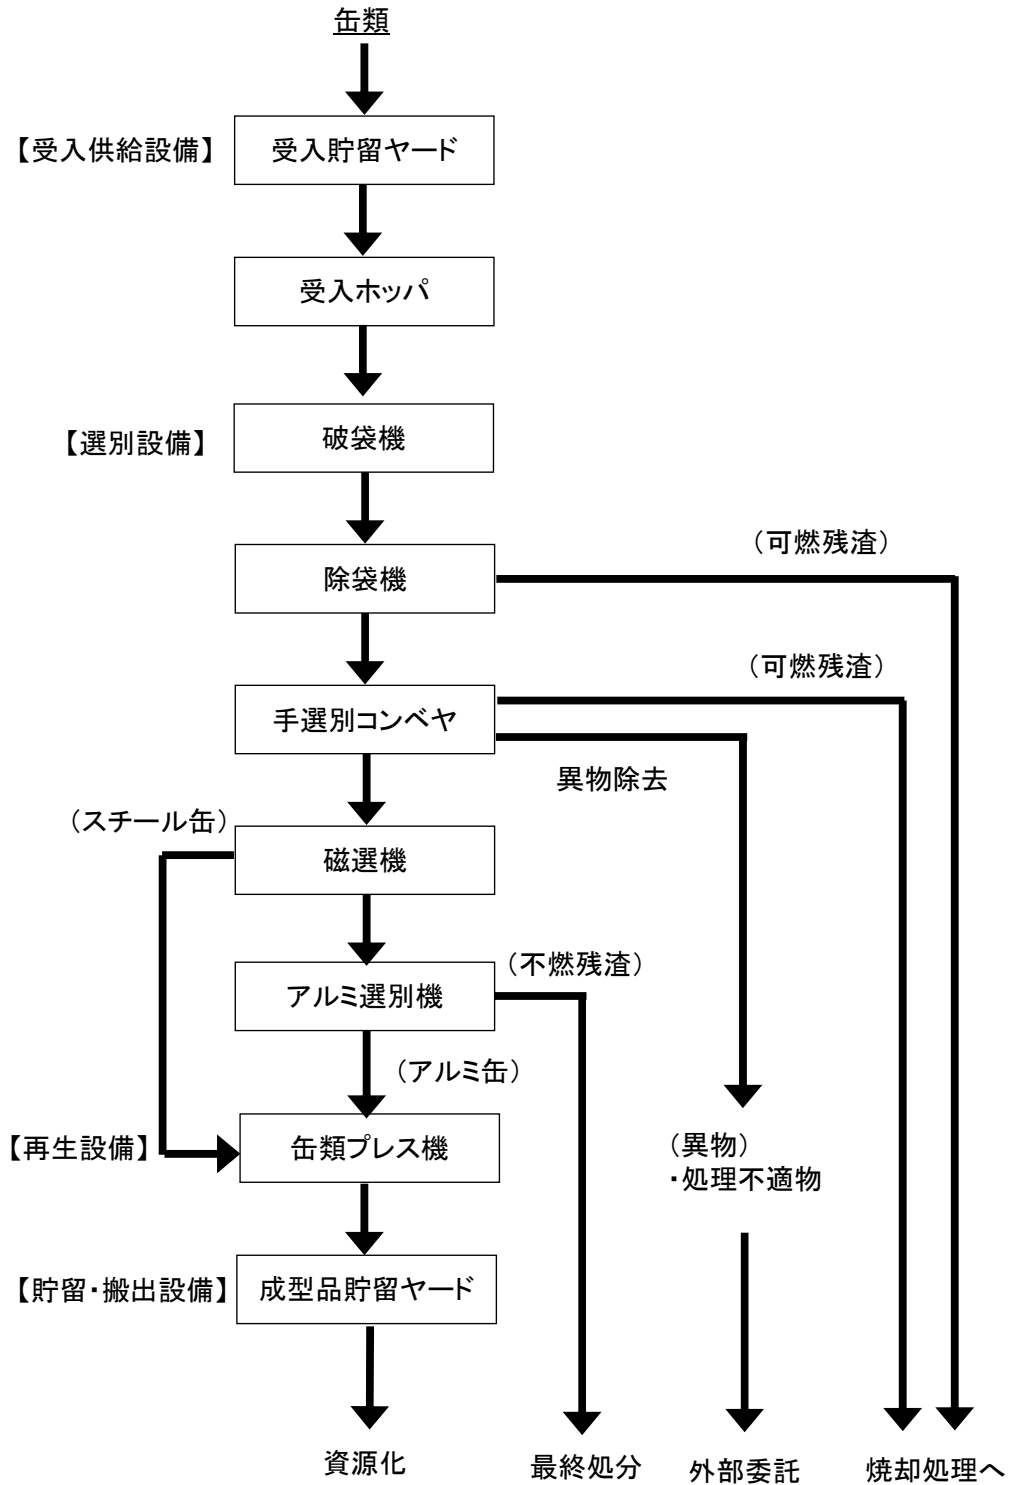 缶類
【受入供給設備】
受入貯留ヤード
受入ホッパ
【選別設備】
破袋機
除袋機
（可燃残渣）
手選別コンベヤ
（可燃残渣）
異物除去
（スチール缶）
磁選機
アルミ選別機
（不燃残渣）
（アルミ缶）
【再生設備】
缶類プレス機
（異物）
・処理不適物
【貯留・搬出設備】
成型品貯留ヤード
資源化
最終処分
外部委託
焼却処理へ